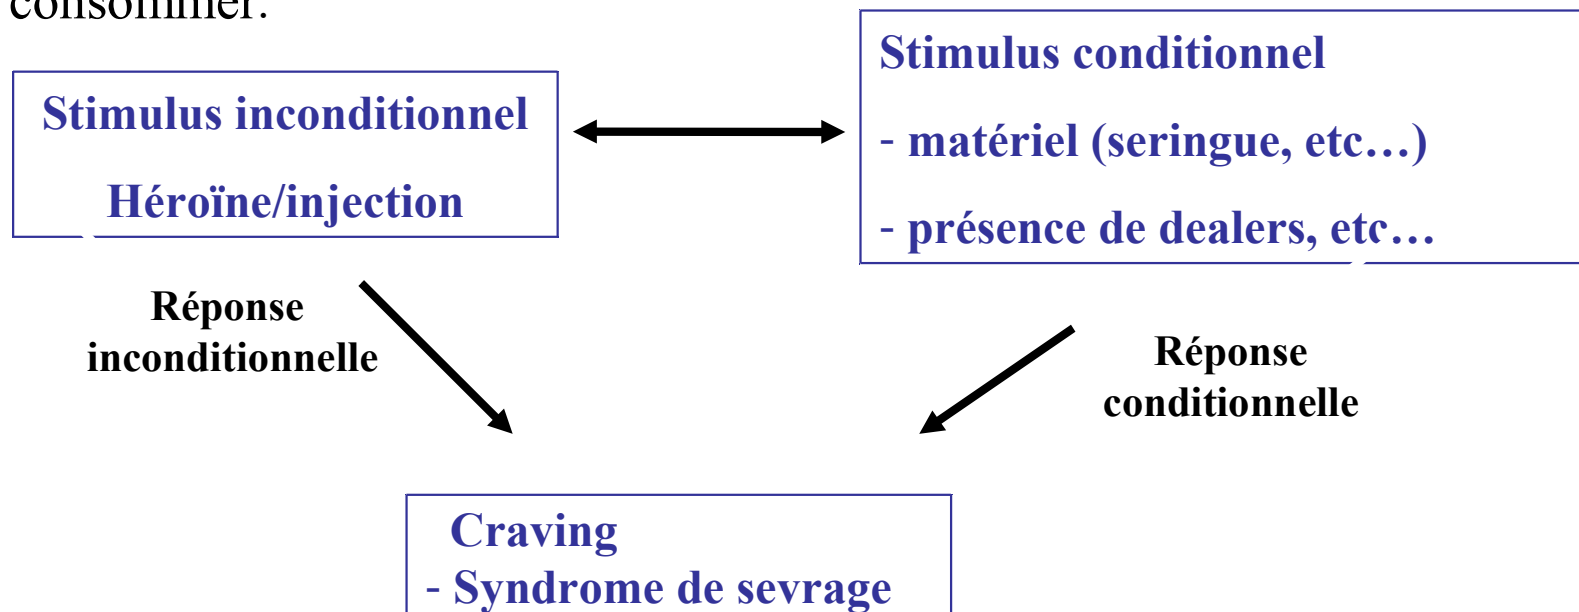 consommer.
Stimulus inconditionnel
Héroïne/injection
Stimulus conditionnel
- matériel (seringue, etc…)
- présence de dealers, etc…
Réponse
inconditionnelle
Réponse
conditionnelle
Craving
- Syndrome de sevrage